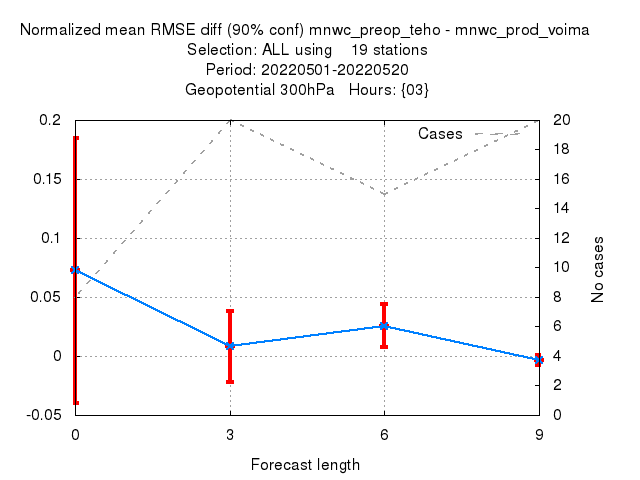 Normalized mean RMSE diff (90% conf) mnwc_preop_teho - mnwc_prod_voima
Selection: ALL using    19 stations
Period: 20220501-20220520
Geopotential 300hPa   Hours: {03}
Cases
0.2
0.15
0.1
0.05
0
-0.05
20
18
16
14
12
10
8
6
4
2
0
No cases
0 3 6 9
Forecast length